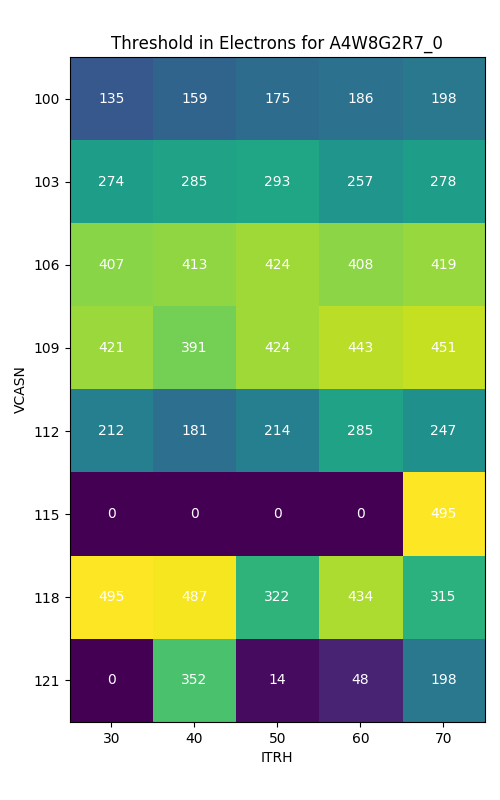 Threshold in Electrons for A4W8G2R7_0
100 135 159 175 186 198
103 274 285 293 257 278
106 407 413 424 408 419
109 421 391 424 443 451
VCASN
112 212 181 214 285 247
115 0 0 0 0 495
118 495 487 322 434 315
121 0 352 14 48 198
30 40 50 60 70
ITRH